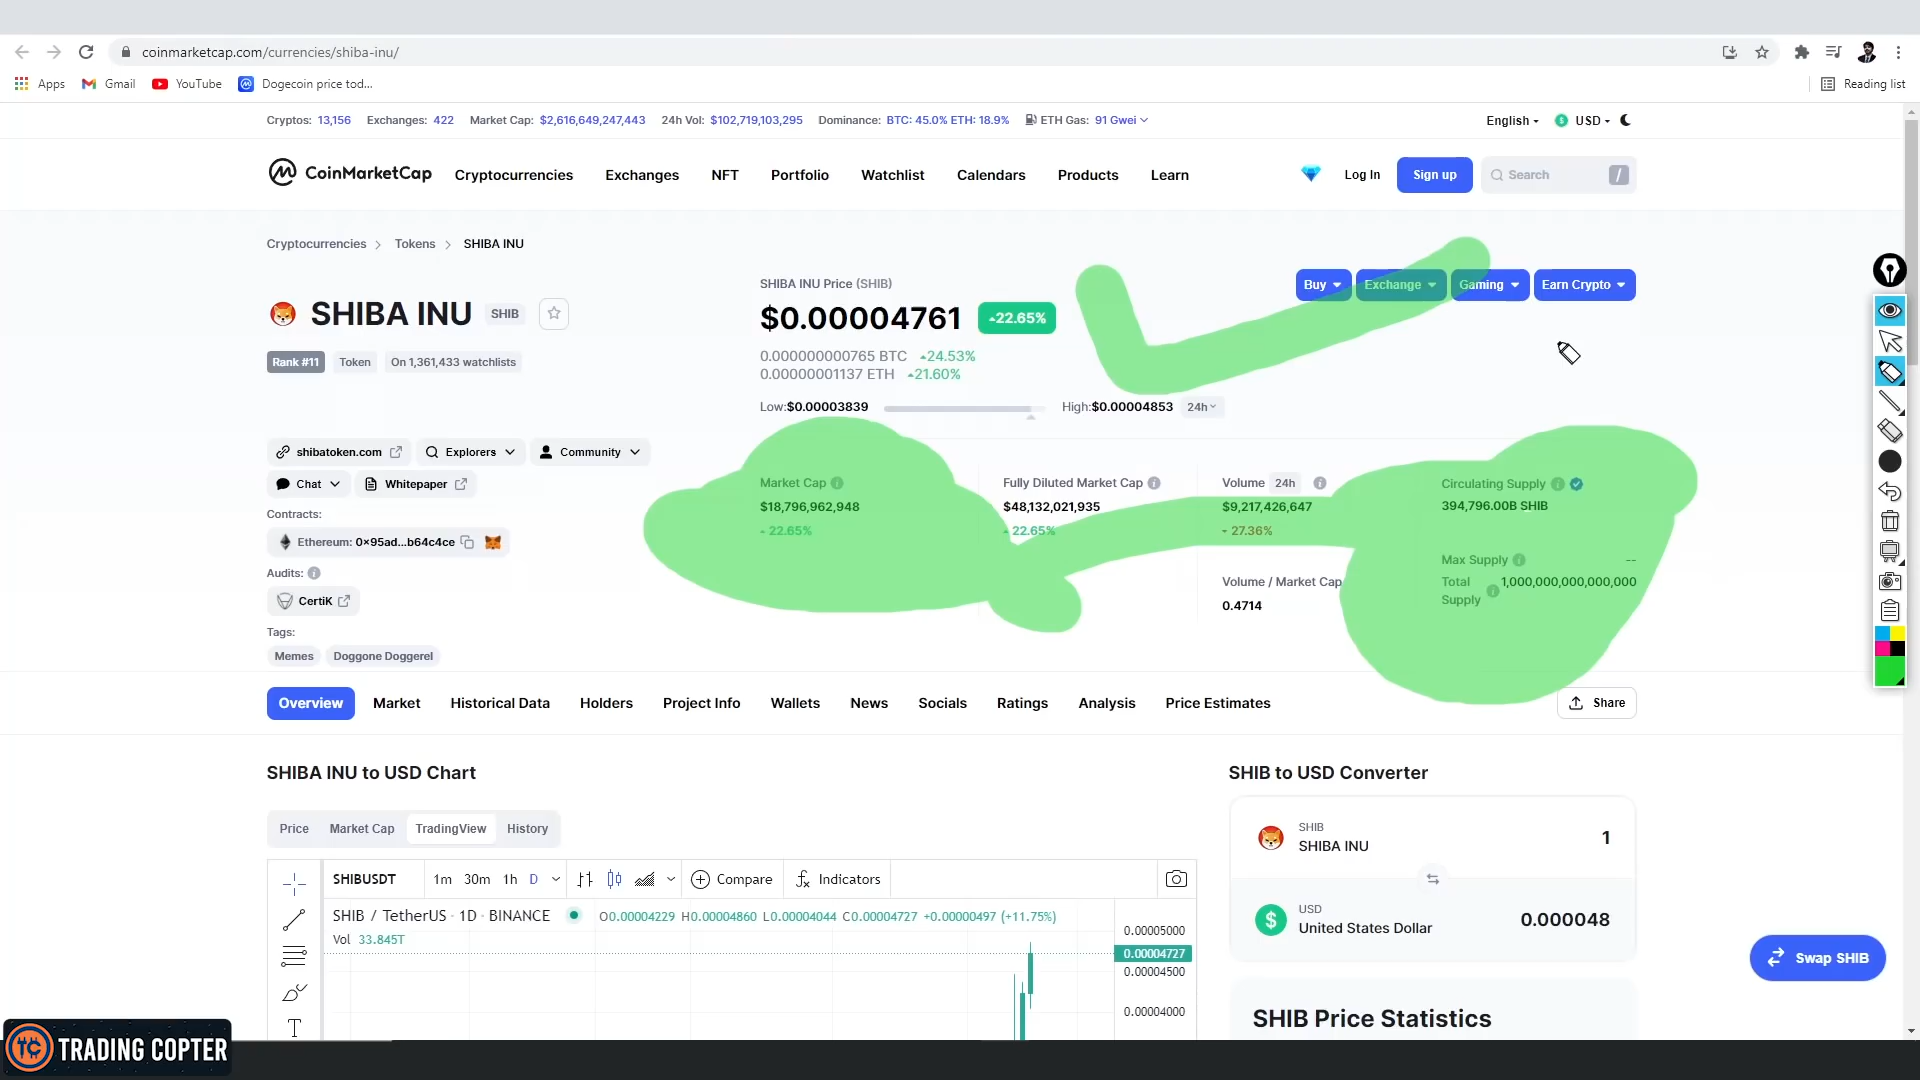 coinmarketcap.com/currencies/shiba-inu/
Apps Gmail YouTube Dogecoin price tod... Reading list
Cryptos: 13,156 Exchanges: 422 Market Cap: $2,616,649,247,443 24h Vol: $102,719,103,295 Dominance: BTC: 45.0% ETH: 18.9% ETH Gas: 91 Gwei English USD
CoinMarketCap Cryptocurrencies Exchanges NFT Portfolio Watchlist Calendars Products Learn Log In Sign up Search /
Cryptocurrencies > Tokens > SHIBA INU
SHIBA INU SHIB
Rank #11 Token On 1,361,433 watchlists
SHIBA INU Price (SHIB)
$0.00004761 22.65%
0.000000000765 BTC 24.53%
0.00000001137 ETH 21.60%
Low:$0.00003839 High:$0.00004853 24h
Buy Exchange Gaming Earn Crypto
shibatoken.com Explorers Community
Chat Whitepaper
Contracts:
Ethereum: 0x95ad...b64c4ce
Audits:
CertiK
Tags:
Memes Doggone Doggerel
Market Cap
$18,796,962,948
22.65%
Fully Diluted Market Cap
$48,132,021,935
22.65%
Volume 24h
$9,217,426,647
27.36%
Volume / Market Cap
0.4714
Circulating Supply
394,796.00B SHIB
Max Supply --
Total Supply 1,000,000,000,000,000
Overview Market Historical Data Holders Project Info Wallets News Socials Ratings Analysis Price Estimates Share
SHIBA INU to USD Chart
Price Market Cap TradingView History
SHIBUSDT 1m 30m 1h D Compare Indicators
SHIB / TetherUS · 1D · BINANCE O0.00004229 H0.00004860 L0.00004044 C0.00004727 +0.00000497 (+11.75%)
Vol 33.845T
0.00005000
0.00004727
0.00004500
0.00004000
SHIB to USD Converter
SHIB
SHIBA INU 1
USD
United States Dollar 0.000048
Swap SHIB
SHIB Price Statistics
TC TRADING COPTER